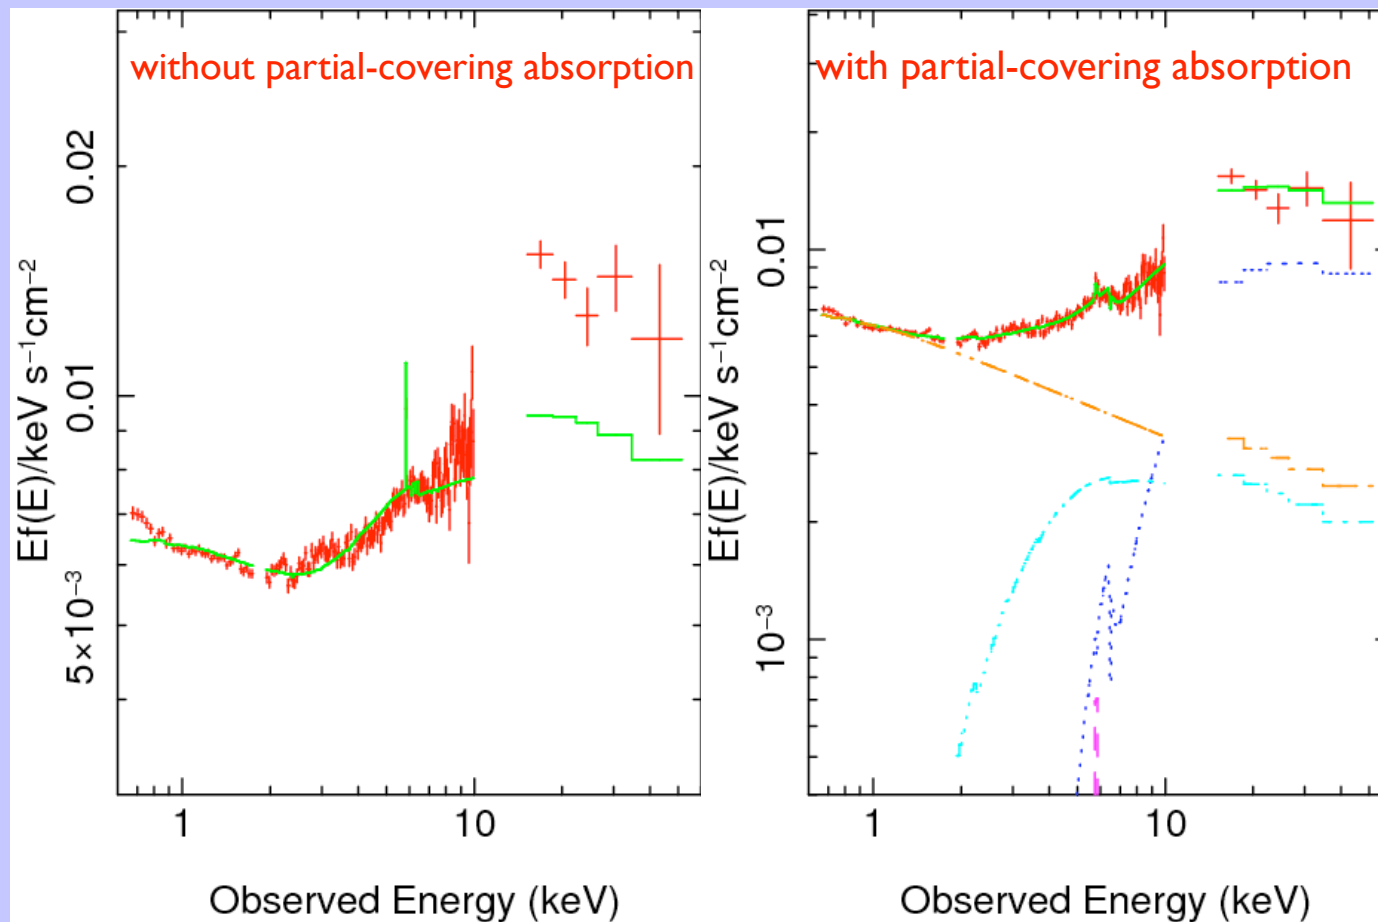 without partial-covering absorption
0.02
0.01
5×10⁻³
Ef(E)/keV s⁻¹cm⁻²
1 10
Observed Energy (keV)
with partial-covering absorption
0.01
10⁻³
Ef(E)/keV s⁻¹cm⁻²
1 10
Observed Energy (keV)